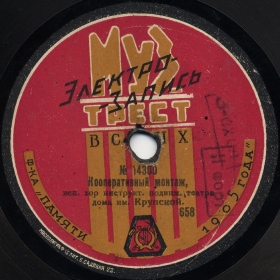 Муз
Электро-
запись
ТРЕСТ
ВСНХ
№ 14300
Кооперативный монтаж,
исп. хор инструкт. подвижн. театра
дома им. Крупской.
658
Ф-КА „ПАМЯТИ
1905 ГОДА"